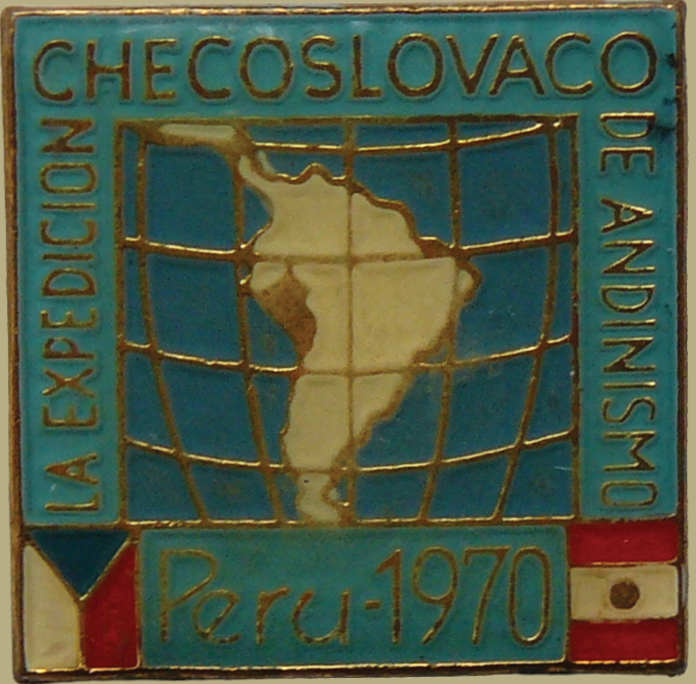 LA EXPEDICION
CHECOSLOVACO
DE ANDINISMO
Peru-1970